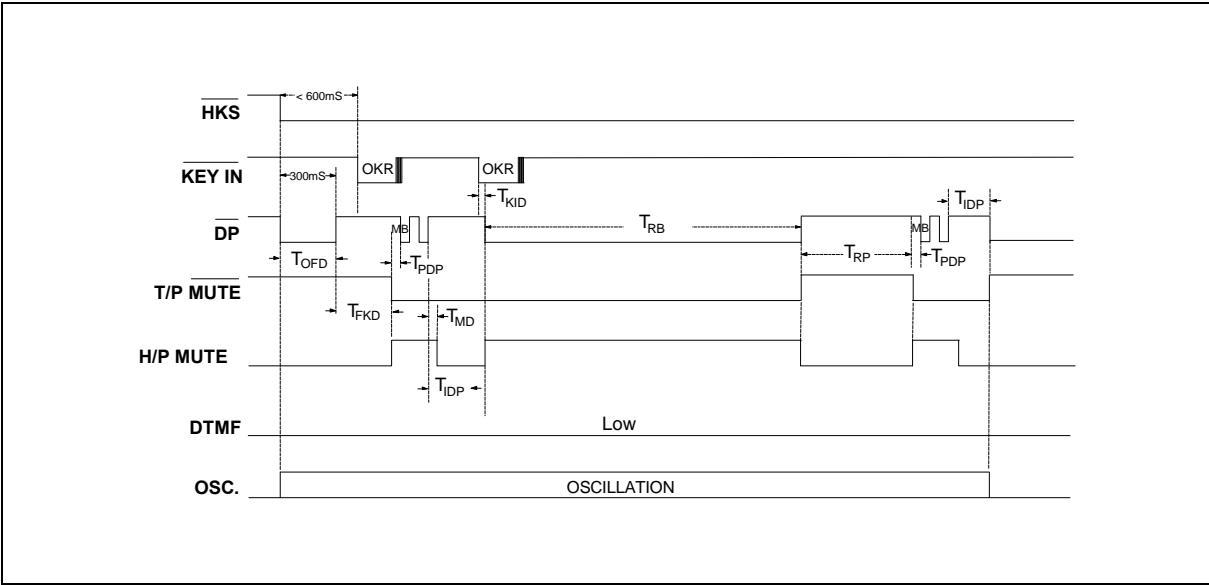 < 600mS
HKS
KEY IN
OKR
OKR
300mS
TKID
TIDP
DP
MB
TRB
MB
TOFD
TPDP
TRP
TPDP
T/P MUTE
TFKD
TMD
H/P MUTE
TIDP
DTMF
Low
OSC.
OSCILLATION